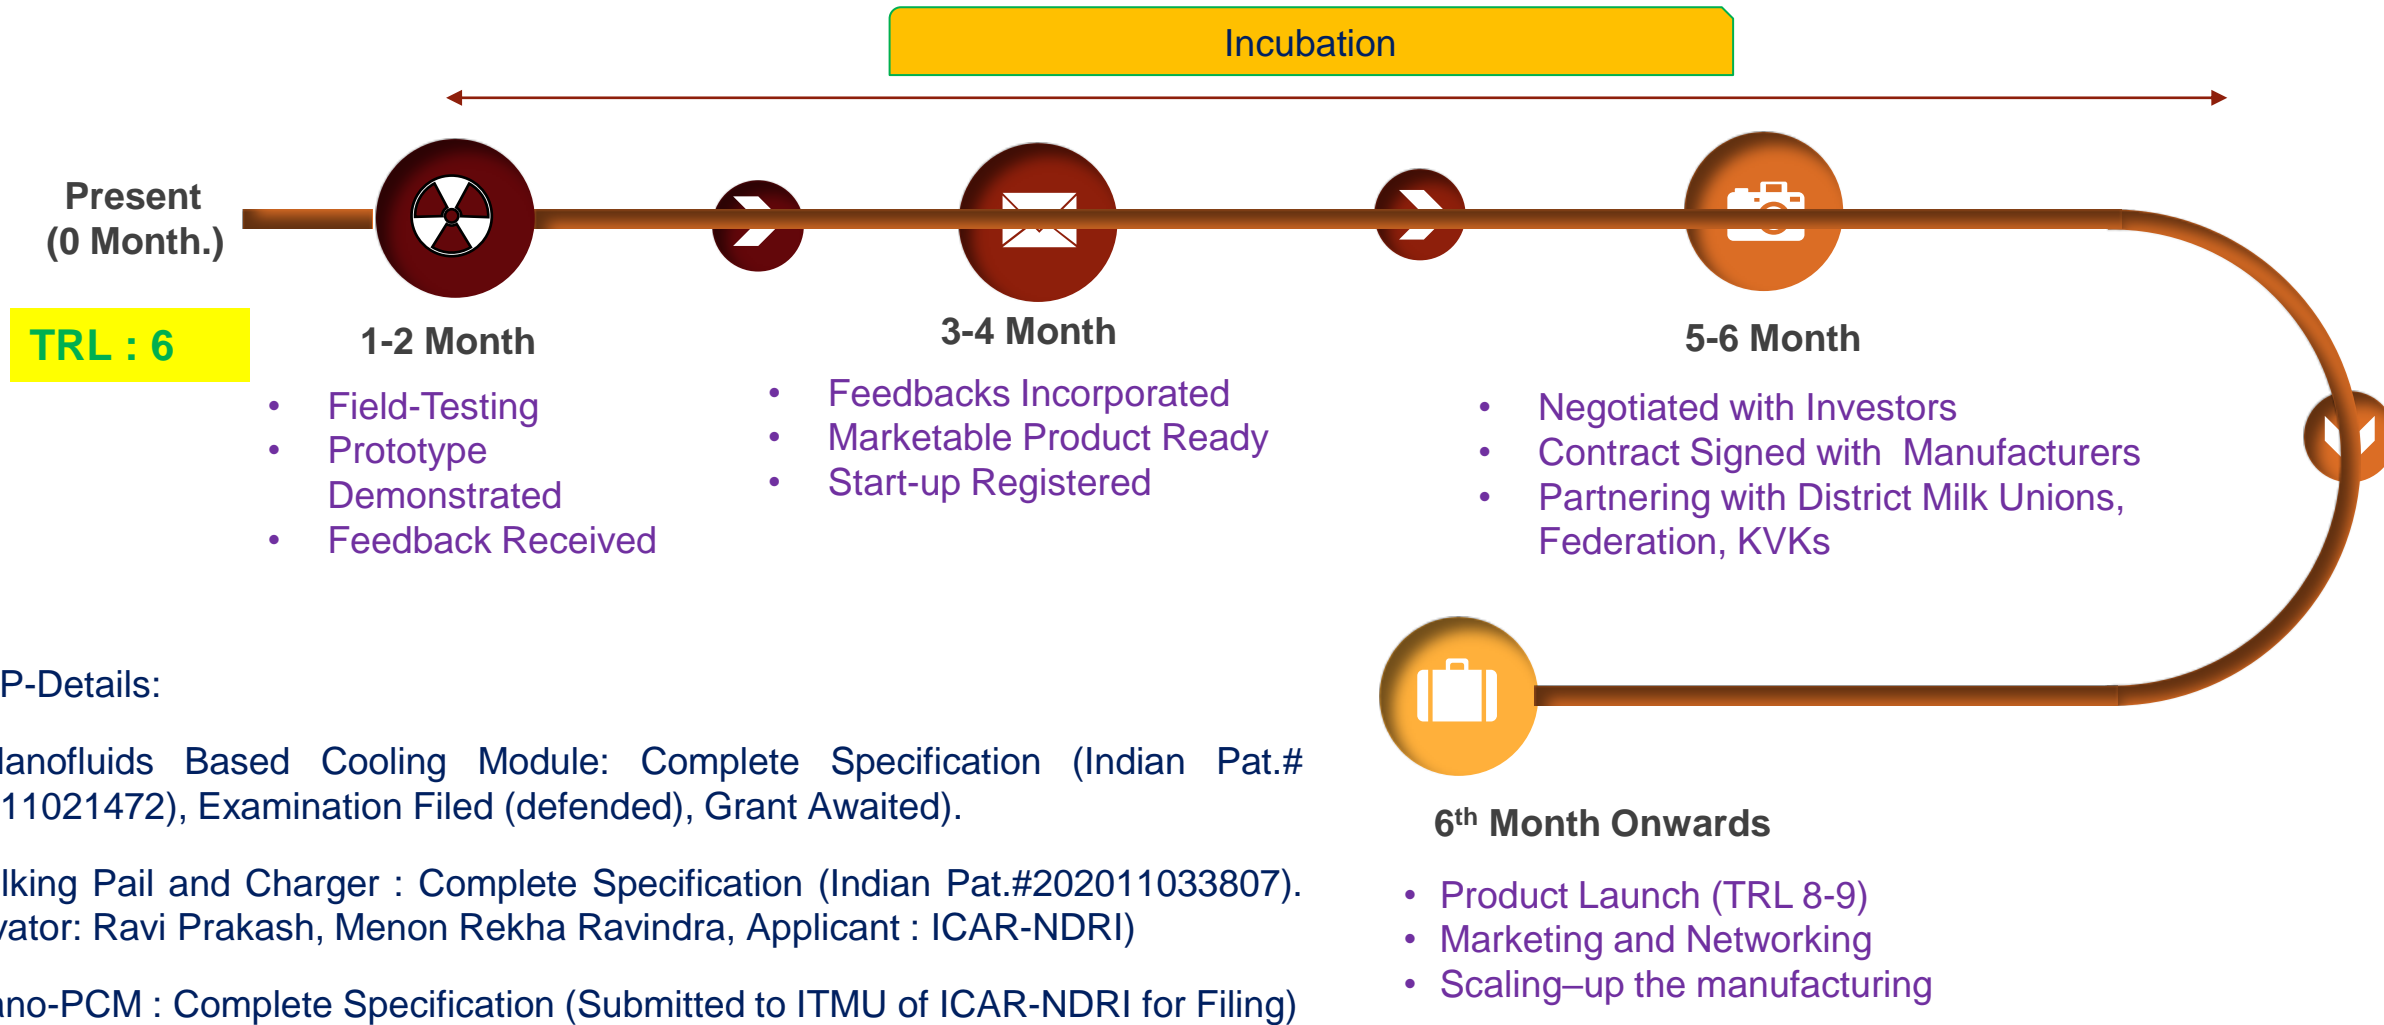 Incubation
Present
(0 Month.)
TRL : 6
1-2 Month
• Field-Testing
• Prototype
Demonstrated
• Feedback Received
3-4 Month
• Feedbacks Incorporated
• Marketable Product Ready
• Start-up Registered
5-6 Month
• Negotiated with Investors
• Contract Signed with Manufacturers
• Partnering with District Milk Unions,
Federation, KVKs
6th Month Onwards
• Product Launch (TRL 8-9)
• Marketing and Networking
• Scaling–up the manufacturing
P-Details:
anofluids Based Cooling Module: Complete Specification (Indian Pat.#
11021472), Examination Filed (defended), Grant Awaited).
lking Pail and Charger : Complete Specification (Indian Pat.#202011033807).
vator: Ravi Prakash, Menon Rekha Ravindra, Applicant : ICAR-NDRI)
ano-PCM : Complete Specification (Submitted to ITMU of ICAR-NDRI for Filing)